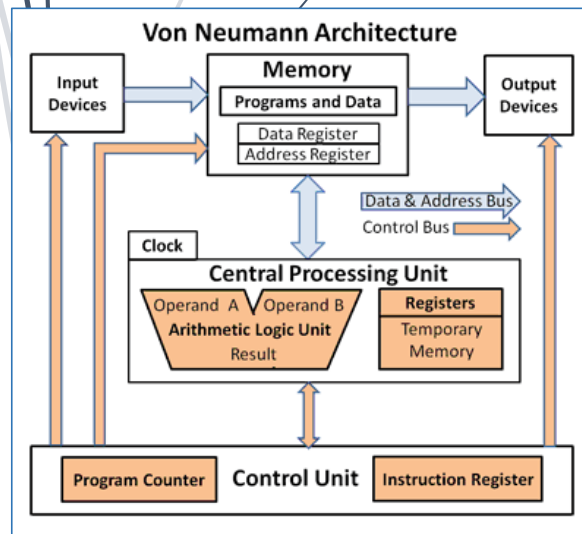 Von Neumann Architecture
Input
Devices
Memory
Programs and Data
Data Register
Address Register
Output
Devices
Data & Address Bus
Control Bus
Clock
Central Processing Unit
Operand A Operand B
Arithmetic Logic Unit
Result
Registers
Temporary
Memory
Program Counter
Control Unit
Instruction Register